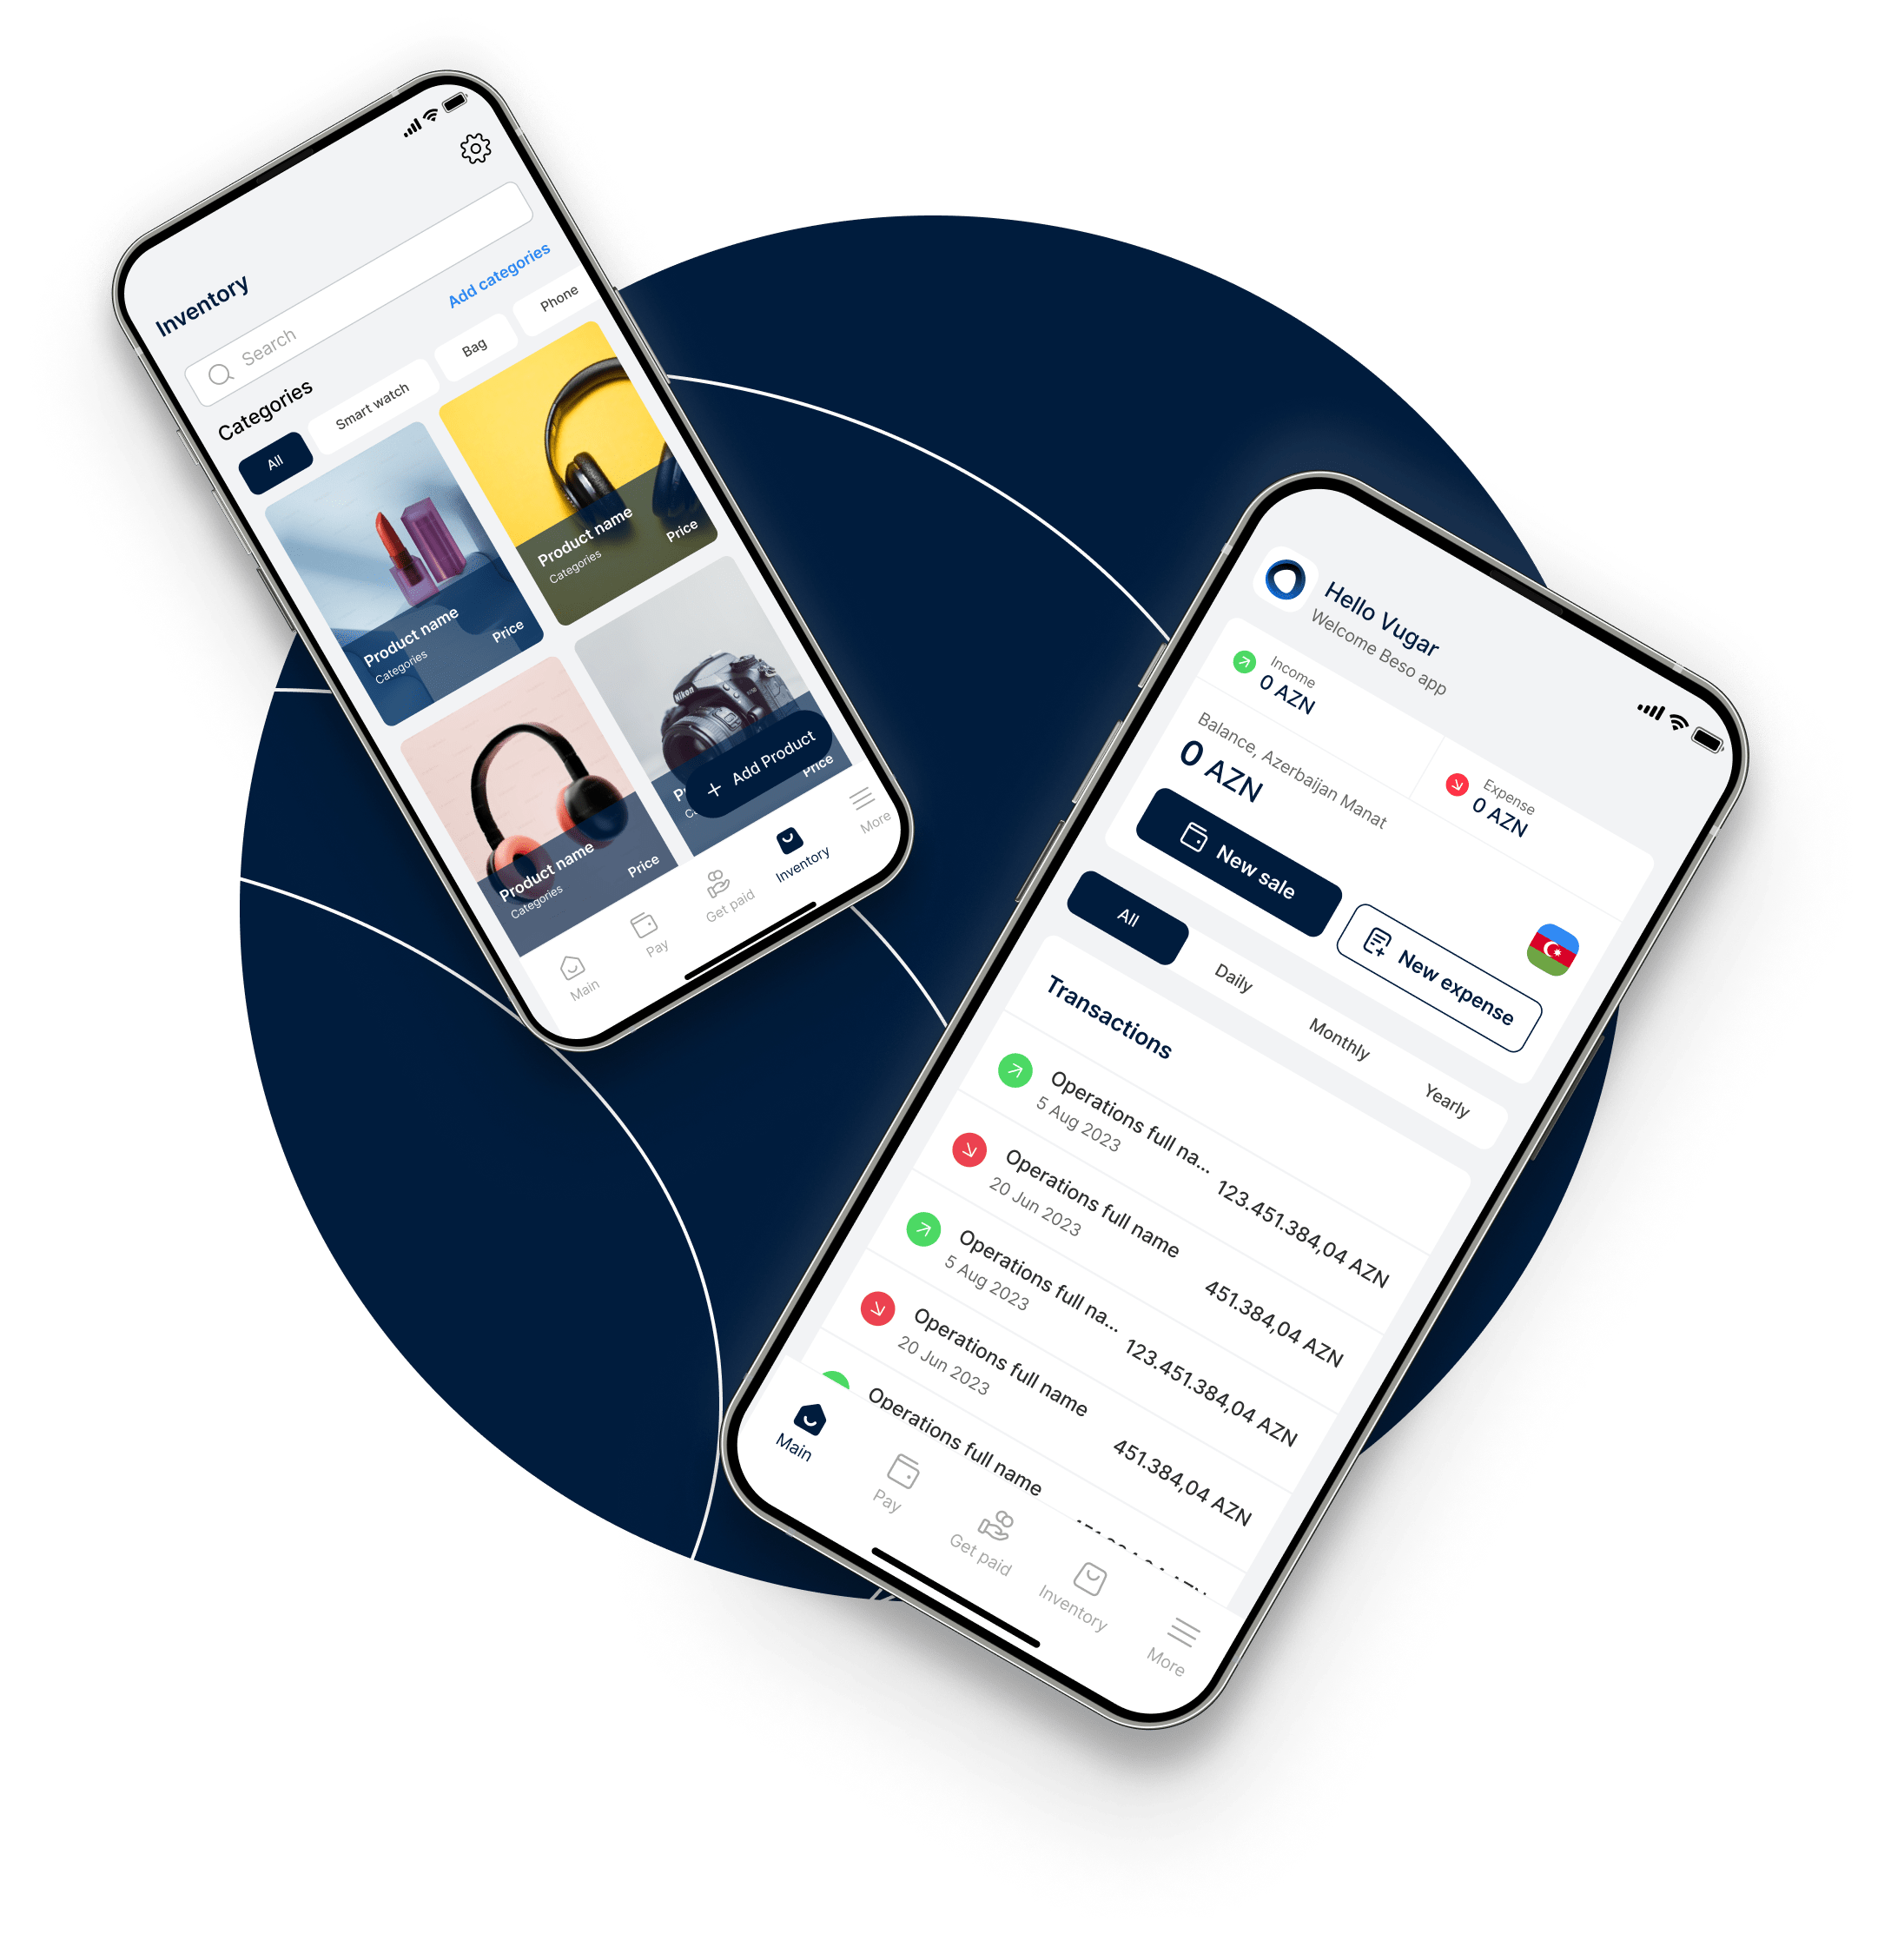 Inventory
Search
Categories
Add categories
All
Smart watch
Bag
Phone
Product name
Categories
Price
Product name
Categories
Price
Product name
Categories
Price
Price
+ Add Product
Main
Pay
Get paid
Inventory
More
Hello Vugar
Welcome Beso app
Income
0 AZN
Expense
0 AZN
Balance, Azerbaijan Manat
0 AZN
New sale
New expense
All
Daily
Monthly
Yearly
Transactions
Operations full na...
5 Aug 2023
123.451.384,04 AZN
Operations full name
20 Jun 2023
451.384,04 AZN
Operations full na...
5 Aug 2023
123.451.384,04 AZN
Operations full name
20 Jun 2023
451.384,04 AZN
Operations full name
Main
Pay
Get paid
Inventory
More
Nikon